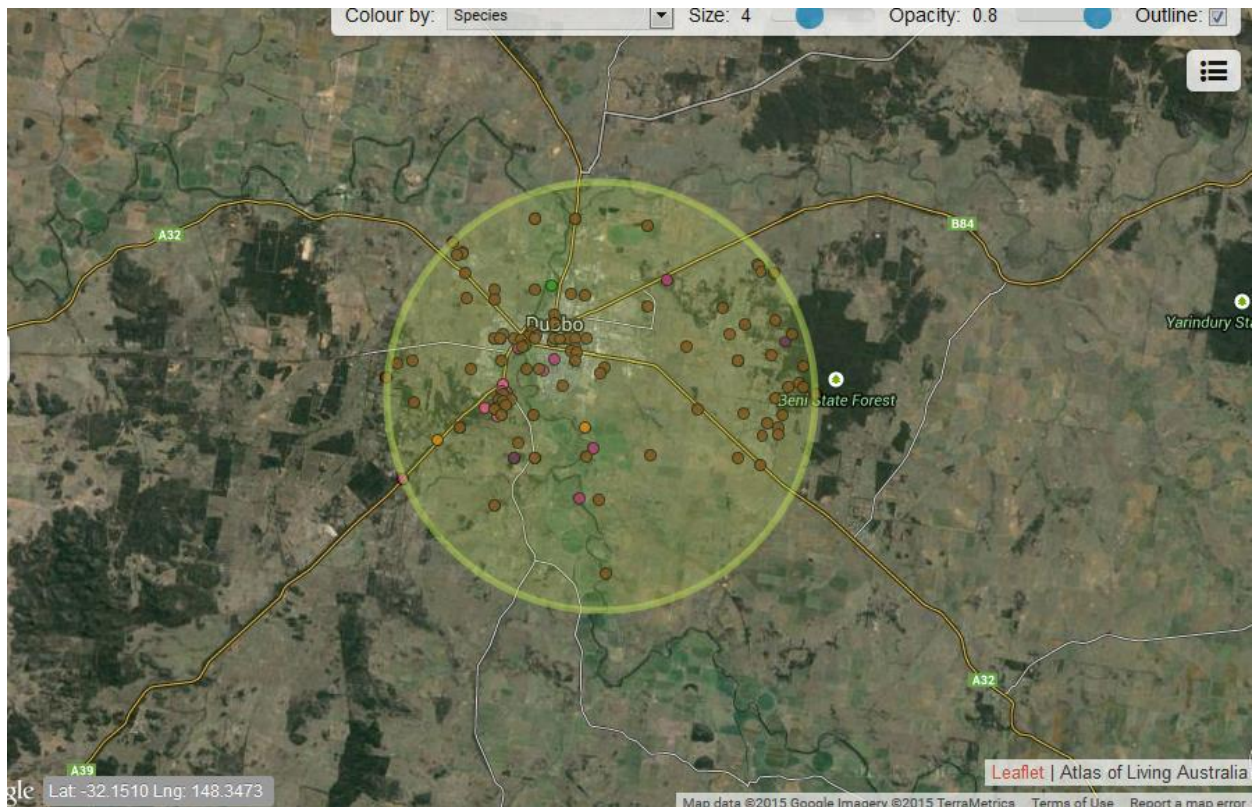 Colour by: Species Size: 4 Opacity: 0.8 Outline:
A32
B84
Yarindury Sta
Dubbo
Beni State Forest
A32
A39
Leaflet | Atlas of Living Australia
gle Lat: -32.1510 Lng: 148.3473
Map data ©2015 Google Imagery ©2015 TerraMetrics Terms of Use Report a map error